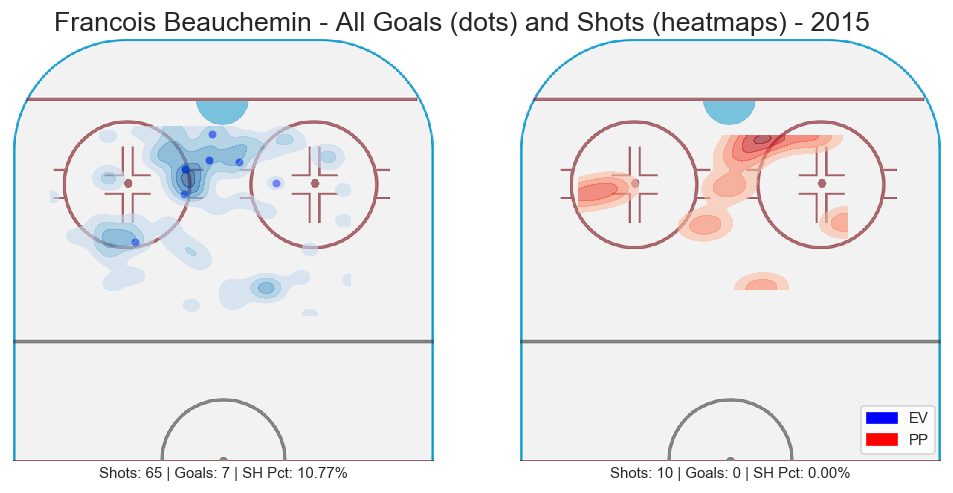 Francois Beauchemin - All Goals (dots) and Shots (heatmaps) - 2015
EV
PP
Shots: 65 | Goals: 7 | SH Pct: 10.77%
Shots: 10 | Goals: 0 | SH Pct: 0.00%